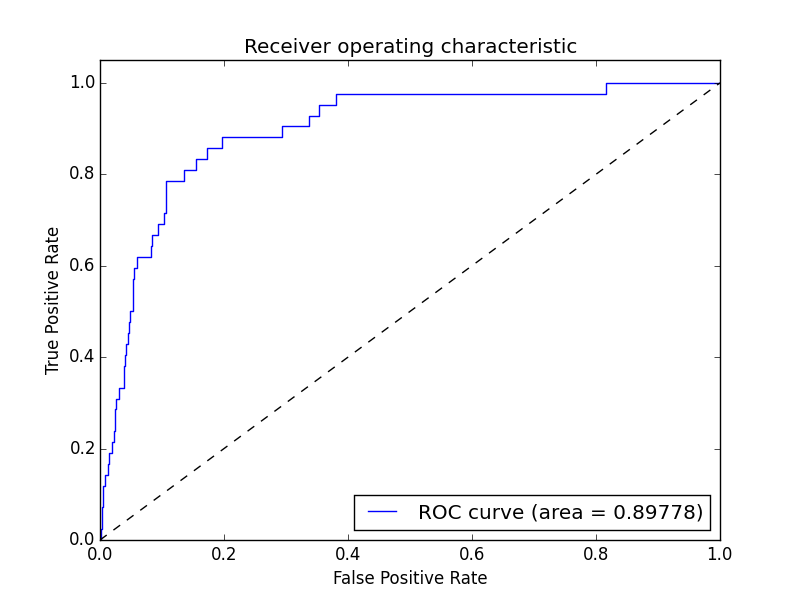 Receiver operating characteristic
1.0
0.8
0.6
0.4
0.2
0.0
True Positive Rate
ROC curve (area = 0.89778)
0.0 0.2 0.4 0.6 0.8 1.0
False Positive Rate